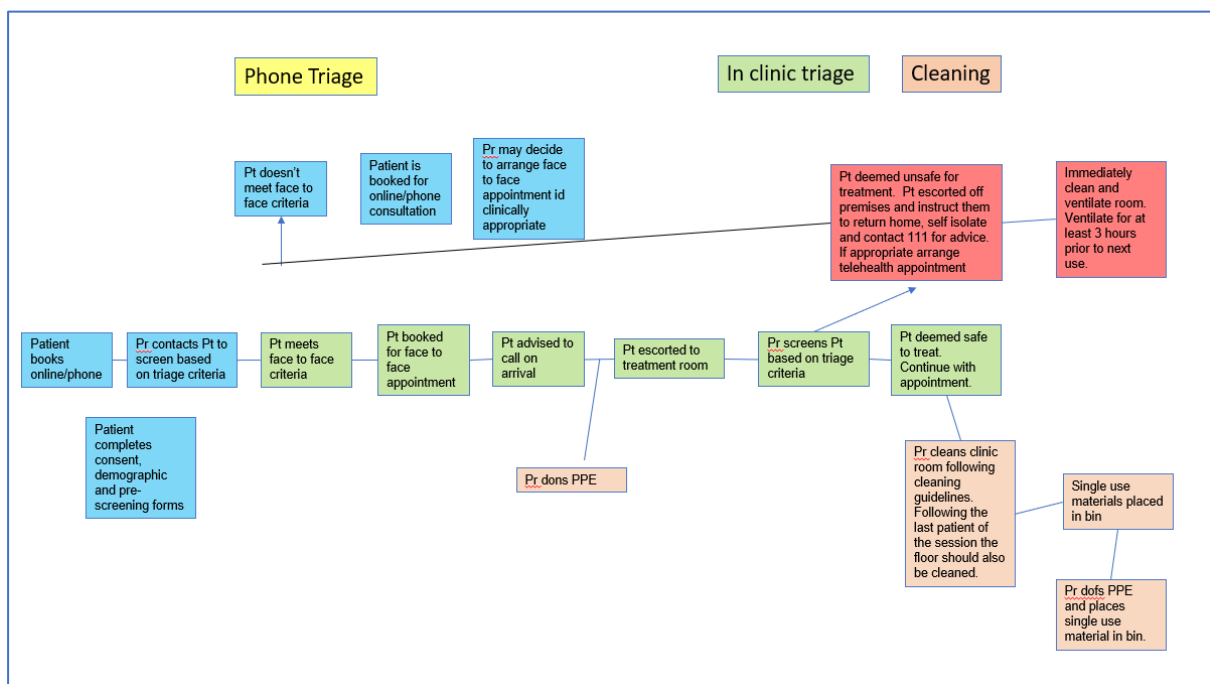 Phone Triage
In clinic triage
Cleaning
Pt doesn't
meet face to
face criteria
Patient is
booked for
online/phone
consultation
Pr may decide
to arrange face
to face
appointment id
clinically
appropriate
Pt deemed unsafe for
treatment. Pt escorted off
premises and instruct them
to return home, self isolate
and contact 111 for advice.
If appropriate arrange
telehealth appointment
Immediately
clean and
ventilate room.
Ventilate for at
least 3 hours
prior to next
use.
Patient
books
online/phone
Pr contacts Pt to
screen based
on triage criteria
Pt meets
face to face
criteria
Pt booked
for face to
face
appointment
Pt advised to
call on
arrival
Pt escorted to
treatment room
Pr screens Pt
based on triage
criteria
Pt deemed safe
to treat.
Continue with
appointment.
Patient
completes
consent,
demographic
and pre-
screening forms
Pr dons PPE
Pr cleans clinic
room following
cleaning
guidelines.
Following the
last patient of
the session the
floor should also
be cleaned.
Single use
materials placed
in bin
Pr dofs PPE
and places
single use
material in bin.